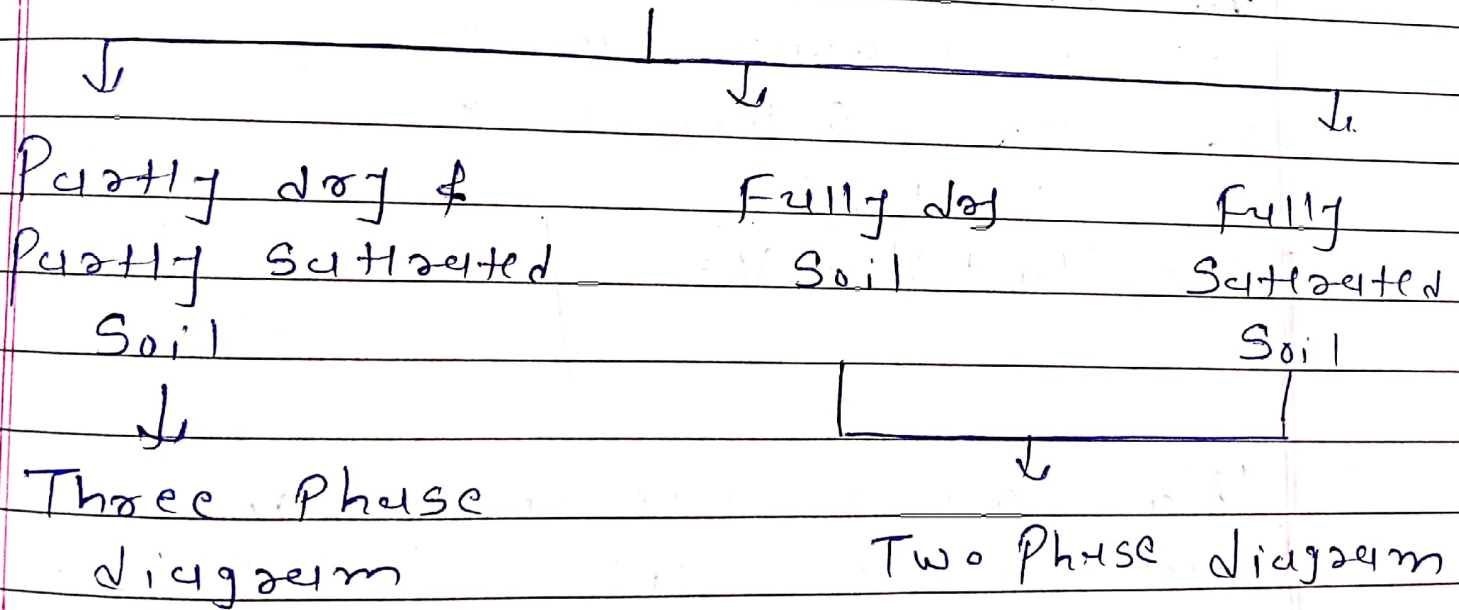 Partly dry &
Partly Saturated
Soil
Fully dry
Soil
Fully
Saturated
Soil
Three Phase
diagram
Two Phase diagram